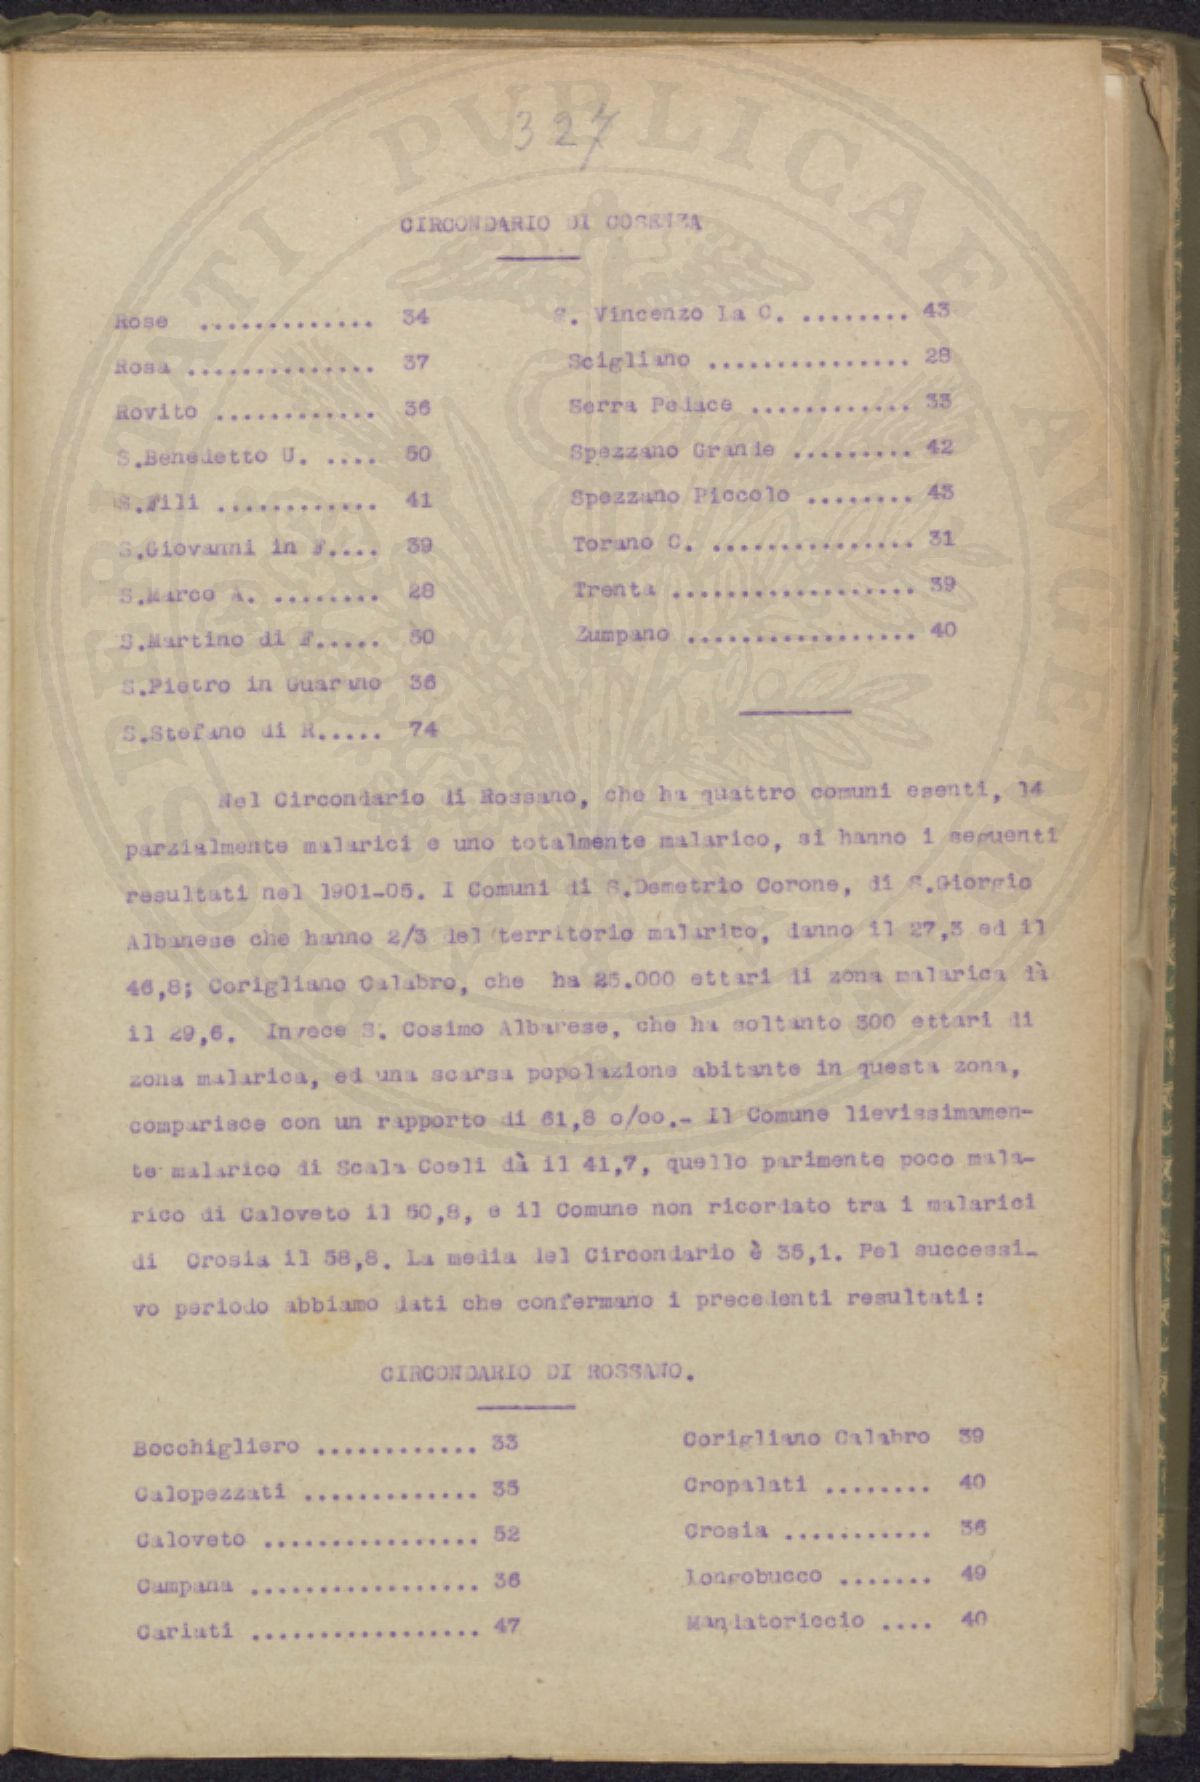 327
CIRCONDARIO DI COSENZA
Rose ............. 34
Rosa .............. 37
Rovito ............ 36
S.Benedetto U. .... 50
S.Fili ............ 41
S.Giovanni in F.... 39
S.Marco A. ........ 28
S.Martino di F..... 50
S.Pietro in Guarano 36
S.Stefano di R..... 74
S. Vincenzo la C. ........ 43
Scigliano ............... 28
Serra Pedace ............ 33
Spezzano Grande ......... 42
Spezzano Piccolo ........ 43
Torano C. ............... 31
Trenta .................. 39
Zumpano ................. 40
Nel Circondario di Rossano, che ha quattro comuni esenti, 14
parzialmente malarici e uno totalmente malarico, si hanno i seguenti
resultati nel 1901-05. I Comuni di S.Demetrio Corone, di S.Giorgio
Albanese che hanno 2/3 del territorio malarico, danno il 27,3 ed il
46,8; Corigliano Calabro, che ha 25.000 ettari di zona malarica dà
il 29,6. Invece S. Cosimo Albanese, che ha soltanto 300 ettari di
zona malarica, ed una scarsa popolazione abitante in questa zona,
comparisce con un rapporto di 61,8 o/oo.- Il Comune lievissimamen-
te malarico di Scala Coeli dà il 41,7, quello parimente poco mala-
rico di Caloveto il 50,8, e il Comune non ricordato tra i malarici
di Crosia il 58,8. La media del Circondario è 35,1. Pel successi-
vo periodo abbiamo dati che confermano i precedenti resultati:
CIRCONDARIO DI ROSSANO.
Bocchigliero ............ 33
Calopezzati ............. 35
Caloveto ................ 52
Campana ................. 36
Cariati ................. 47
Corigliano Calabro 39
Cropalati ........ 40
Crosia ........... 36
Longobucco ....... 49
Mandatoriccio .... 40